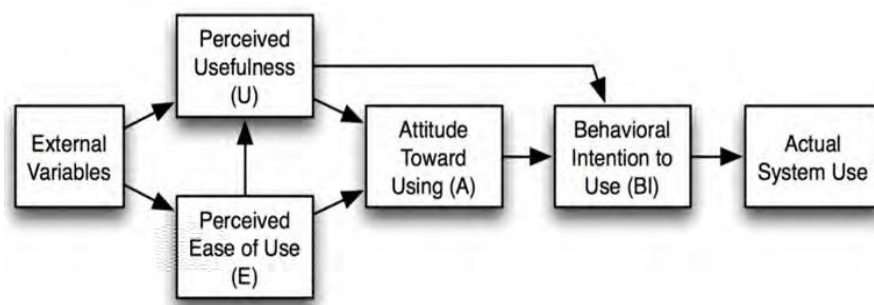 External
Variables
Perceived
Usefulness
(U)
Perceived
Ease of Use
(E)
Attitude
Toward
Using (A)
Behavioral
Intention to
Use (BI)
Actual
System Use